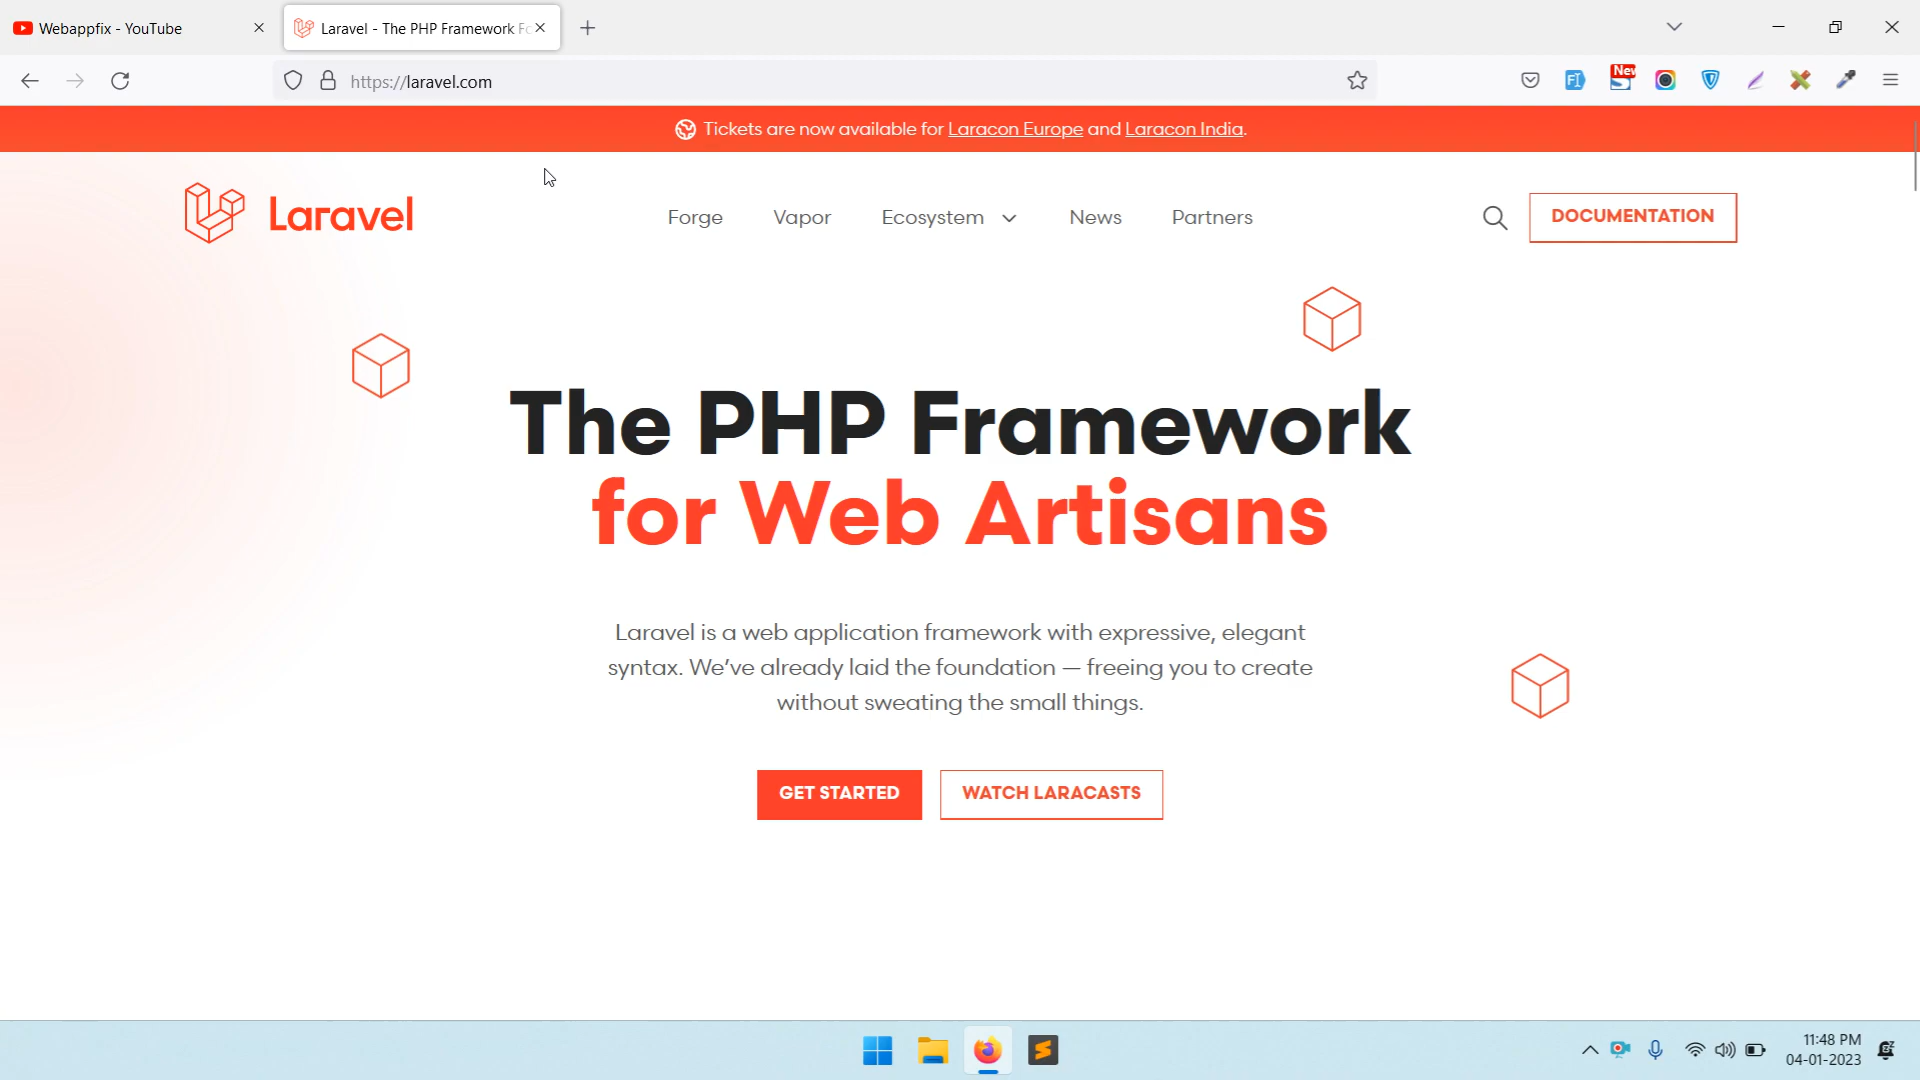 Webappfix - YouTube
Laravel - The PHP Framework Fo
https://laravel.com
New
Tickets are now available for Laracon Europe and Laracon India.
Laravel
Forge
Vapor
Ecosystem
News
Partners
DOCUMENTATION
The PHP Framework
for Web Artisans
Laravel is a web application framework with expressive, elegant
syntax. We've already laid the foundation — freeing you to create
without sweating the small things.
GET STARTED
WATCH LARACASTS
11:48 PM
04-01-2023